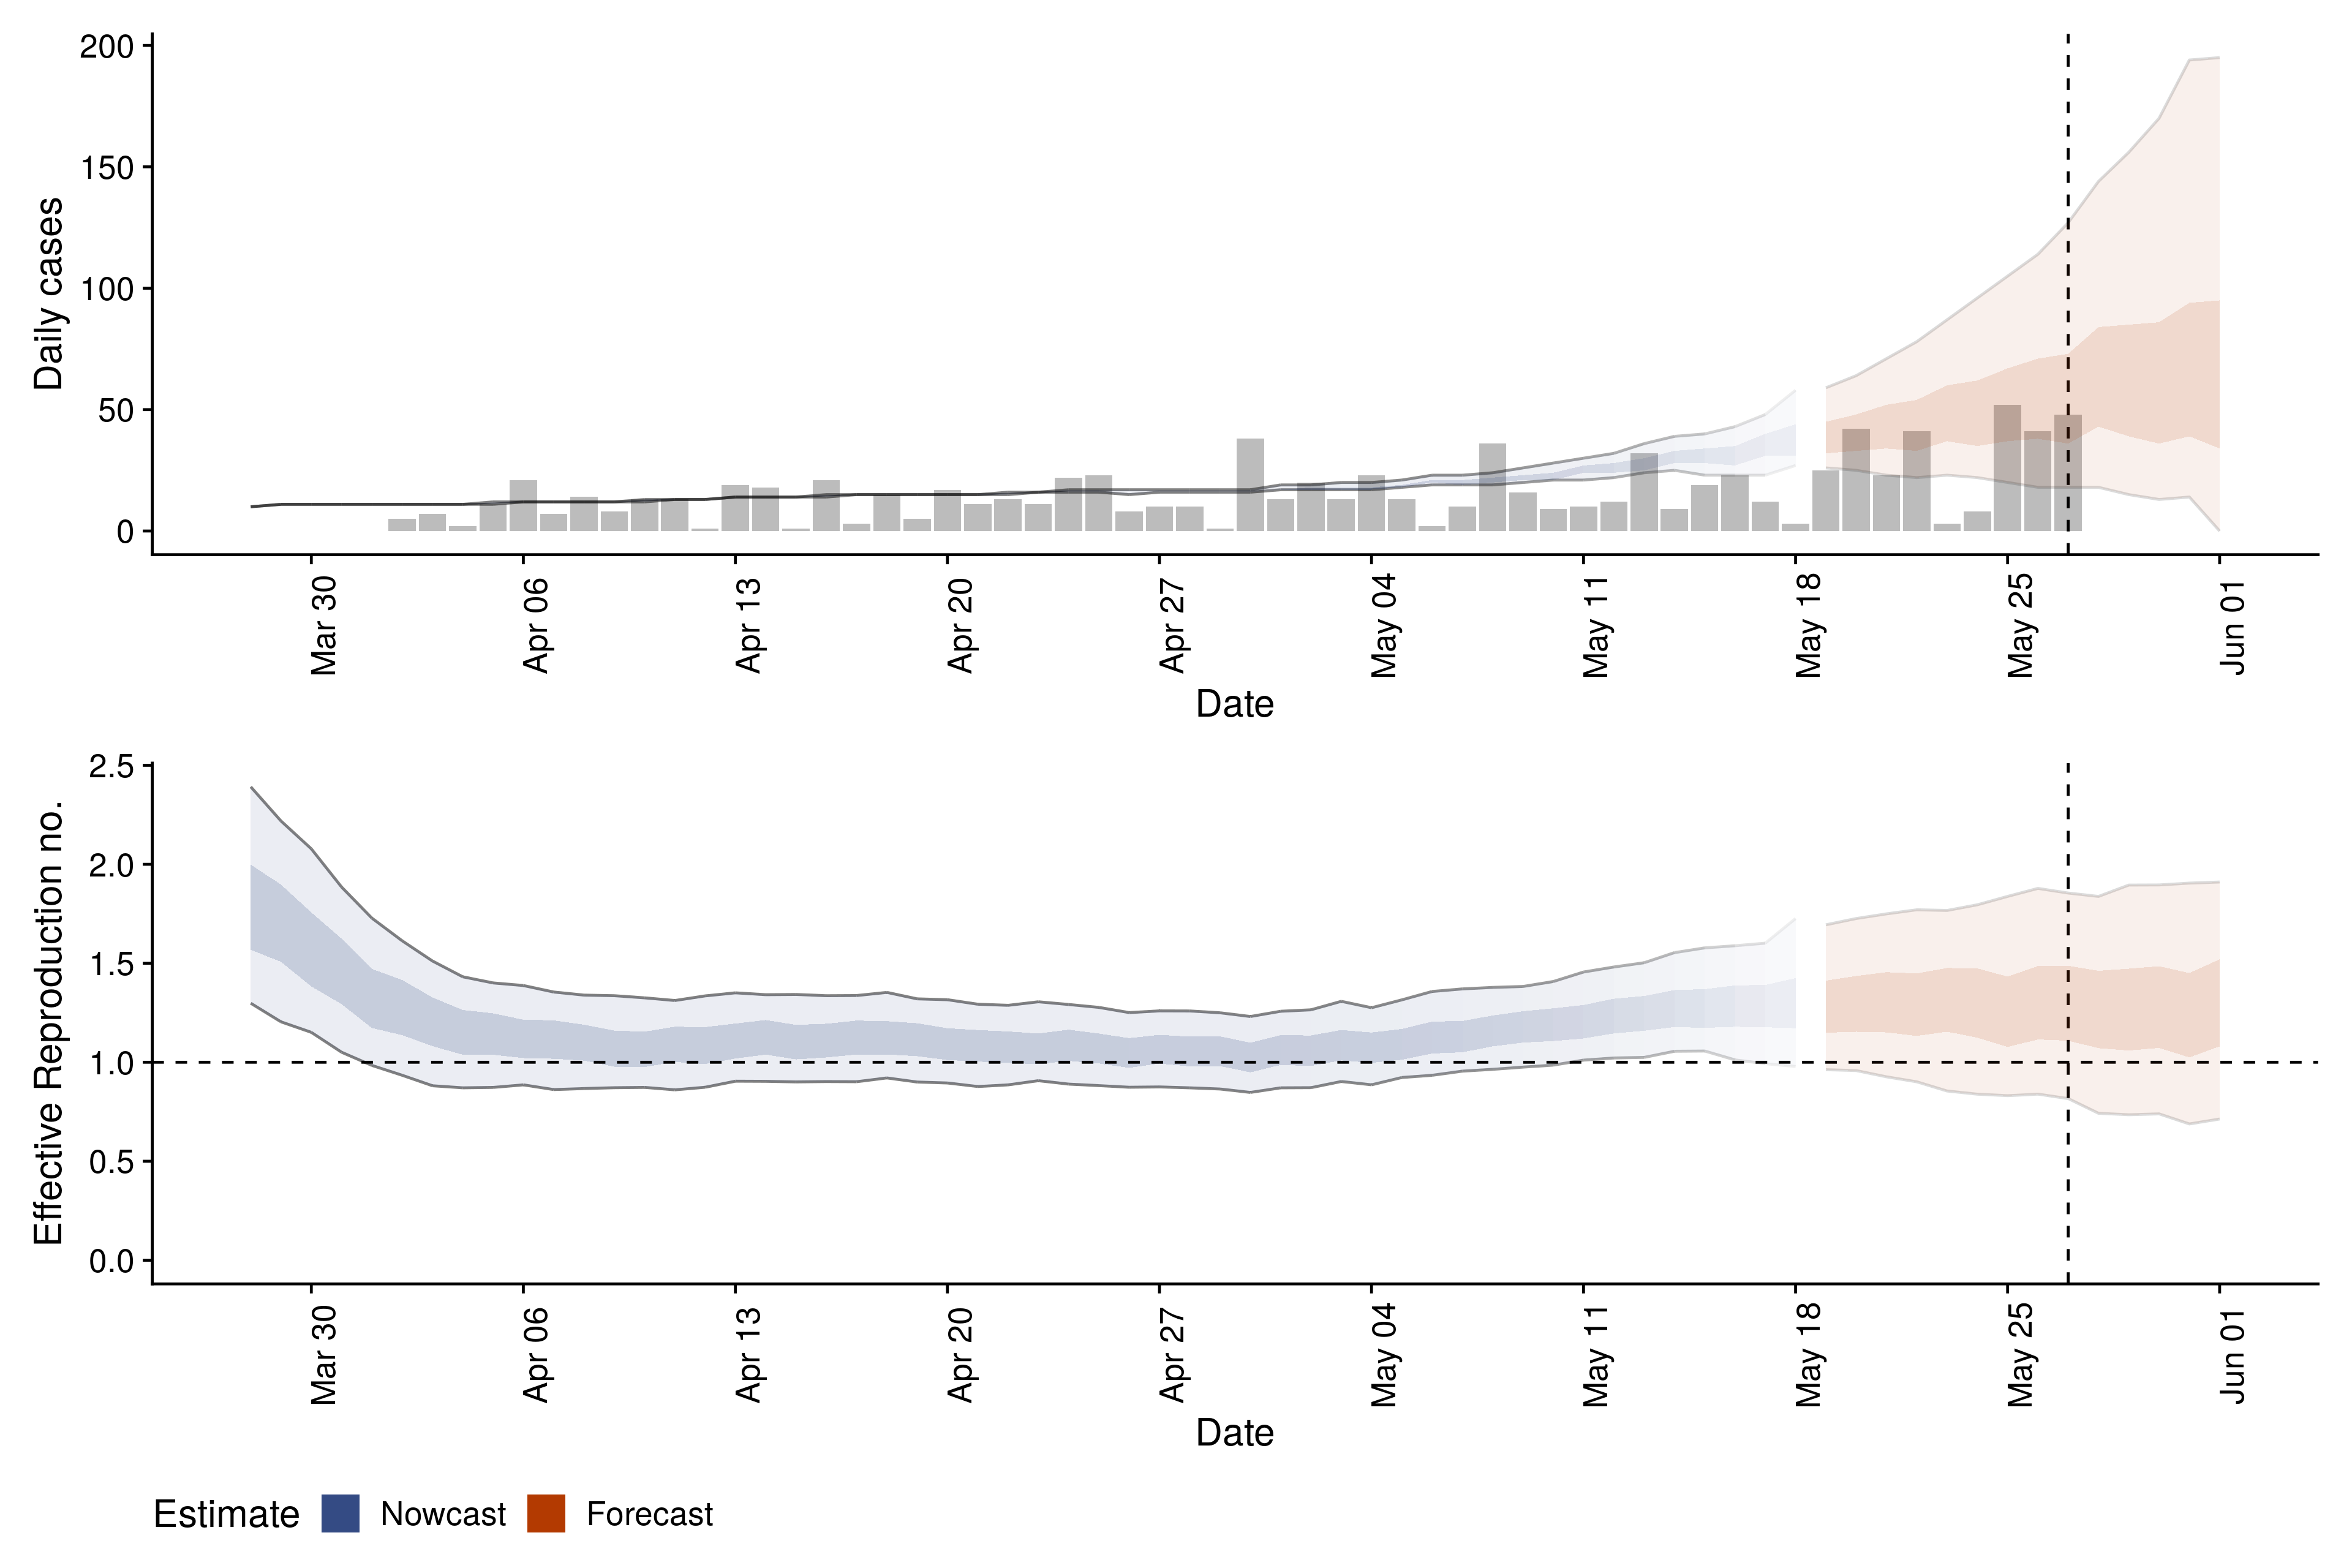 200
150
100
50
0
Daily cases
Mar 30
Apr 06
Apr 13
Apr 20
Apr 27
May 04
May 11
May 18
May 25
Jun 01
Date
2.5
2.0
1.5
1.0
0.5
0.0
Effective Reproduction no.
Mar 30
Apr 06
Apr 13
Apr 20
Apr 27
May 04
May 11
May 18
May 25
Jun 01
Date
Estimate Nowcast Forecast